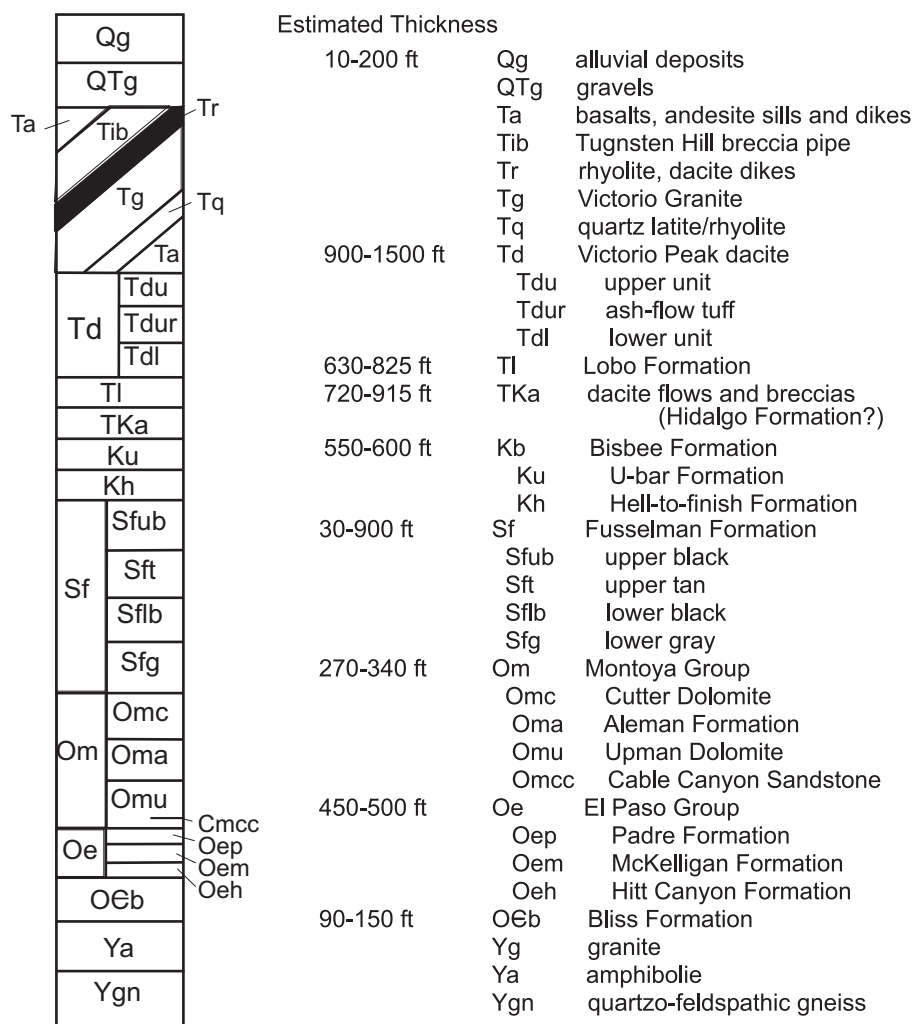 Qg
QTg
Ta
Tib
Tr
Tg
Tq
Ta
Td
Tdu
Tdur
Tdl
Tl
TKa
Ku
Kh
Sf
Sfub
Sft
Sflb
Sfg
Om
Omc
Oma
Omu
Cmcc
Oe
Oep
Oem
Oeh
OЄb
Ya
Ygn
Estimated Thickness
10-200 ft Qg alluvial deposits
QTg gravels
Ta basalts, andesite sills and dikes
Tib Tugnsten Hill breccia pipe
Tr rhyolite, dacite dikes
Tg Victorio Granite
Tq quartz latite/rhyolite
900-1500 ft Td Victorio Peak dacite
Tdu upper unit
Tdur ash-flow tuff
Tdl lower unit
630-825 ft Tl Lobo Formation
720-915 ft TKa dacite flows and breccias
(Hidalgo Formation?)
550-600 ft Kb Bisbee Formation
Ku U-bar Formation
Kh Hell-to-finish Formation
30-900 ft Sf Fusselman Formation
Sfub upper black
Sft upper tan
Sflb lower black
Sfg lower gray
270-340 ft Om Montoya Group
Omc Cutter Dolomite
Oma Aleman Formation
Omu Upman Dolomite
Omcc Cable Canyon Sandstone
450-500 ft Oe El Paso Group
Oep Padre Formation
Oem McKelligan Formation
Oeh Hitt Canyon Formation
90-150 ft OЄb Bliss Formation
Yg granite
Ya amphibolie
Ygn quartzo-feldspathic gneiss